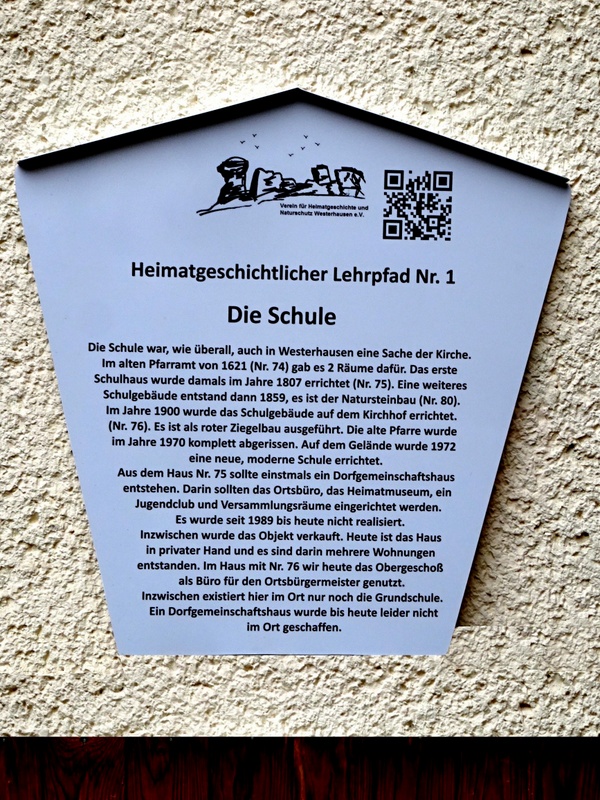 Verein für Heimatgeschichte und
Naturschutz Westerhausen e.V.
Heimatgeschichtlicher Lehrpfad Nr. 1
Die Schule
Die Schule war, wie überall, auch in Westerhausen eine Sache der Kirche.
Im alten Pfarramt von 1621 (Nr. 74) gab es 2 Räume dafür. Das erste
Schulhaus wurde damals im Jahre 1807 errichtet (Nr. 75). Eine weiteres
Schulgebäude entstand dann 1859, es ist der Natursteinbau (Nr. 80).
Im Jahre 1900 wurde das Schulgebäude auf dem Kirchhof errichtet.
(Nr. 76). Es ist als roter Ziegelbau ausgeführt. Die alte Pfarre wurde
im Jahre 1970 komplett abgerissen. Auf dem Gelände wurde 1972
eine neue, moderne Schule errichtet.
Aus dem Haus Nr. 75 sollte einstmals ein Dorfgemeinschaftshaus
entstehen. Darin sollten das Ortsbüro, das Heimatmuseum, ein
Jugendclub und Versammlungsräume eingerichtet werden.
Es wurde seit 1989 bis heute nicht realisiert.
Inzwischen wurde das Objekt verkauft. Heute ist das Haus
in privater Hand und es sind darin mehrere Wohnungen
entstanden. Im Haus mit Nr. 76 wir heute das Obergeschoß
als Büro für den Ortsbürgermeister genutzt.
Inzwischen existiert hier im Ort nur noch die Grundschule.
Ein Dorfgemeinschaftshaus wurde bis heute leider nicht
im Ort geschaffen.